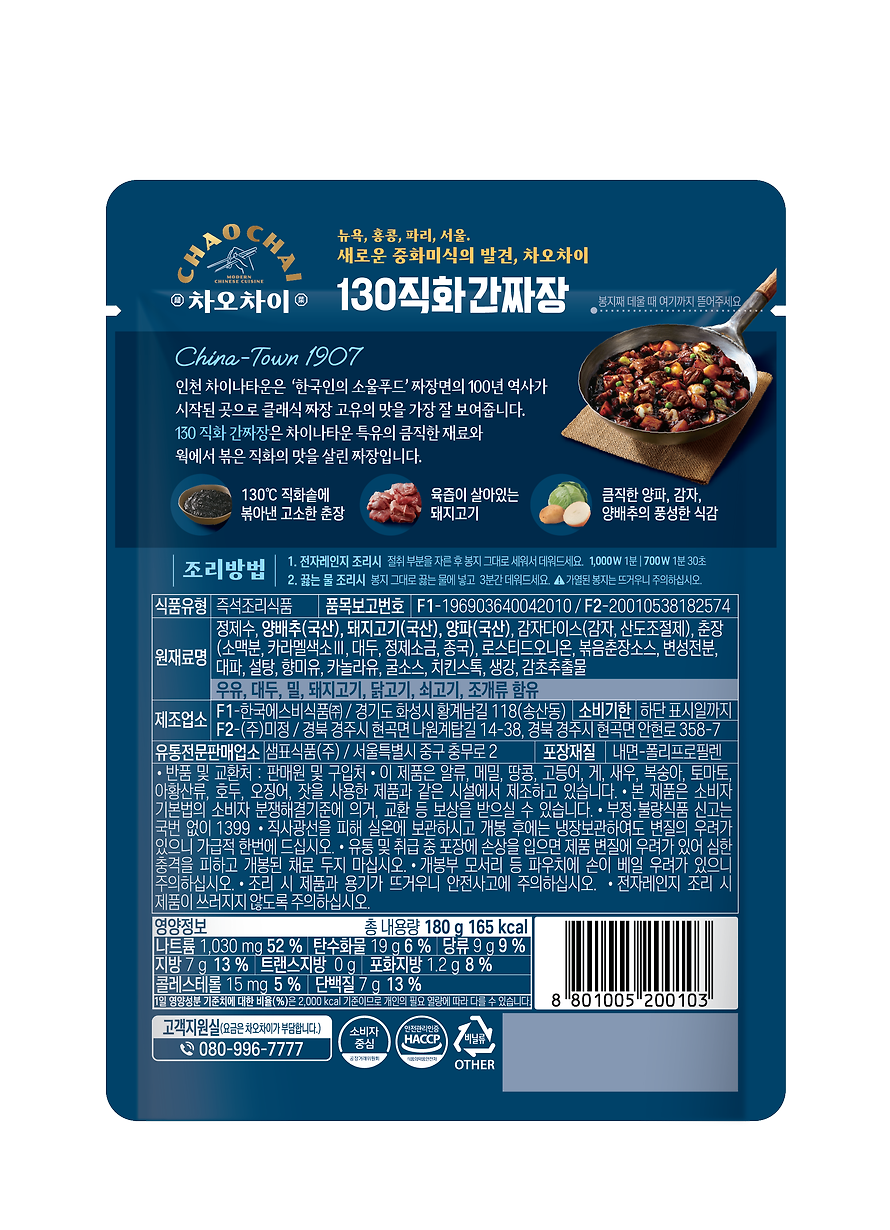 CHAOCHAI
MODERN
CHINESE CUISINE
차오차이
뉴욕, 홍콩, 파리, 서울.
새로운 중화미식의 발견, 차오차이
130직화간짜장
봉지째 데울 때 여기까지 뜯어주세요
China-Town 1907
인천 차이나타운은 ‘한국인의 소울푸드’ 짜장면의 100년 역사가
시작된 곳으로 클래식 짜장 고유의 맛을 가장 잘 보여줍니다.
130 직화 간짜장은 차이나타운 특유의 큼직한 재료와
웍에서 볶은 직화의 맛을 살린 짜장입니다.
130℃ 직화솥에
볶아낸 고소한 춘장
육즙이 살아있는
돼지고기
큼직한 양파, 감자,
양배추의 풍성한 식감
조리방법
1. 전자레인지 조리시 절취 부분을 자른 후 봉지 그대로 세워서 데워드세요. 1,000W 1분 | 700W 1분 30초
2. 끓는 물 조리시 봉지 그대로 끓는 물에 넣고 3분간 데워드세요. ⚠가열된 봉지는 뜨거우니 주의하십시오.
식품유형 즉석조리식품 품목보고번호 F1-196903640042010 / F2-20010538182574
원재료명
정제수, 양배추(국산), 돼지고기(국산), 양파(국산), 감자다이스(감자, 산도조절제), 춘장
(소맥분, 카라멜색소Ⅲ, 대두, 정제소금, 종국), 로스티드오니온, 볶음춘장소스, 변성전분,
대파, 설탕, 향미유, 카놀라유, 굴소스, 치킨스톡, 생강, 감초추출물
우유, 대두, 밀, 돼지고기, 닭고기, 쇠고기, 조개류 함유
제조업소
F1-한국에스비식품㈜ / 경기도 화성시 황계남길 118(송산동) 소비기한 하단 표시일까지
F2-(주)미정 / 경북 경주시 현곡면 나원계탑길 14-38, 경북 경주시 현곡면 안현로 358-7
유통전문판매업소 샘표식품(주) / 서울특별시 중구 충무로 2 포장재질 내면-폴리프로필렌
• 반품 및 교환처 : 판매원 및 구입처 • 이 제품은 알류, 메밀, 땅콩, 고등어, 게, 새우, 복숭아, 토마토,
아황산류, 호두, 오징어, 잣을 사용한 제품과 같은 시설에서 제조하고 있습니다. • 본 제품은 소비자
기본법의 소비자 분쟁해결기준에 의거, 교환 등 보상을 받으실 수 있습니다. • 부정·불량식품 신고는
국번 없이 1399 • 직사광선을 피해 실온에 보관하시고 개봉 후에는 냉장보관하여도 변질의 우려가
있으니 가급적 한번에 드십시오. • 유통 및 취급 중 포장에 손상을 입으면 제품 변질에 우려가 있어 심한
충격을 피하고 개봉된 채로 두지 마십시오. • 개봉부 모서리 등 파우치에 손이 베일 우려가 있으니
주의하십시오. • 조리 시 제품과 용기가 뜨거우니 안전사고에 주의하십시오. • 전자레인지 조리 시
제품이 쓰러지지 않도록 주의하십시오.
영양정보 총 내용량 180 g 165 kcal
나트륨 1,030 mg 52 % 탄수화물 19 g 6 % 당류 9 g 9 %
지방 7 g 13 % 트랜스지방 0 g 포화지방 1.2 g 8 %
콜레스테롤 15 mg 5 % 단백질 7 g 13 %
1일 영양성분 기준치에 대한 비율(%)은 2,000 kcal 기준이므로 개인의 필요 열량에 따라 다를 수 있습니다.
8 801005 200103
고객지원실(요금은 차오차이가 부담합니다.)
080-996-7777
소비자
중심
공정거래위원회
안전관리인증
HACCP
식품의약품안전처
비닐류
OTHER